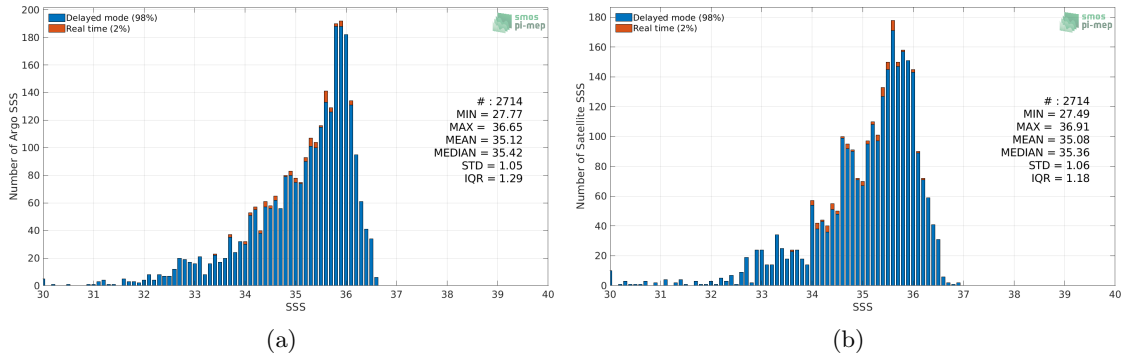 Delayed mode (98%)
Real time (2%)
smos
pi-mep
# : 2714
MIN = 27.77
MAX = 36.65
MEAN = 35.12
MEDIAN = 35.42
STD = 1.05
IQR = 1.29
Number of Argo SSS
200
180
160
140
120
100
80
60
40
20
0
30 31 32 33 34 35 36 37 38 39 40
SSS
(a)
Delayed mode (98%)
Real time (2%)
smos
pi-mep
# : 2714
MIN = 27.49
MAX = 36.91
MEAN = 35.08
MEDIAN = 35.36
STD = 1.06
IQR = 1.18
Number of Satellite SSS
180
160
140
120
100
80
60
40
20
0
30 31 32 33 34 35 36 37 38 39 40
SSS
(b)